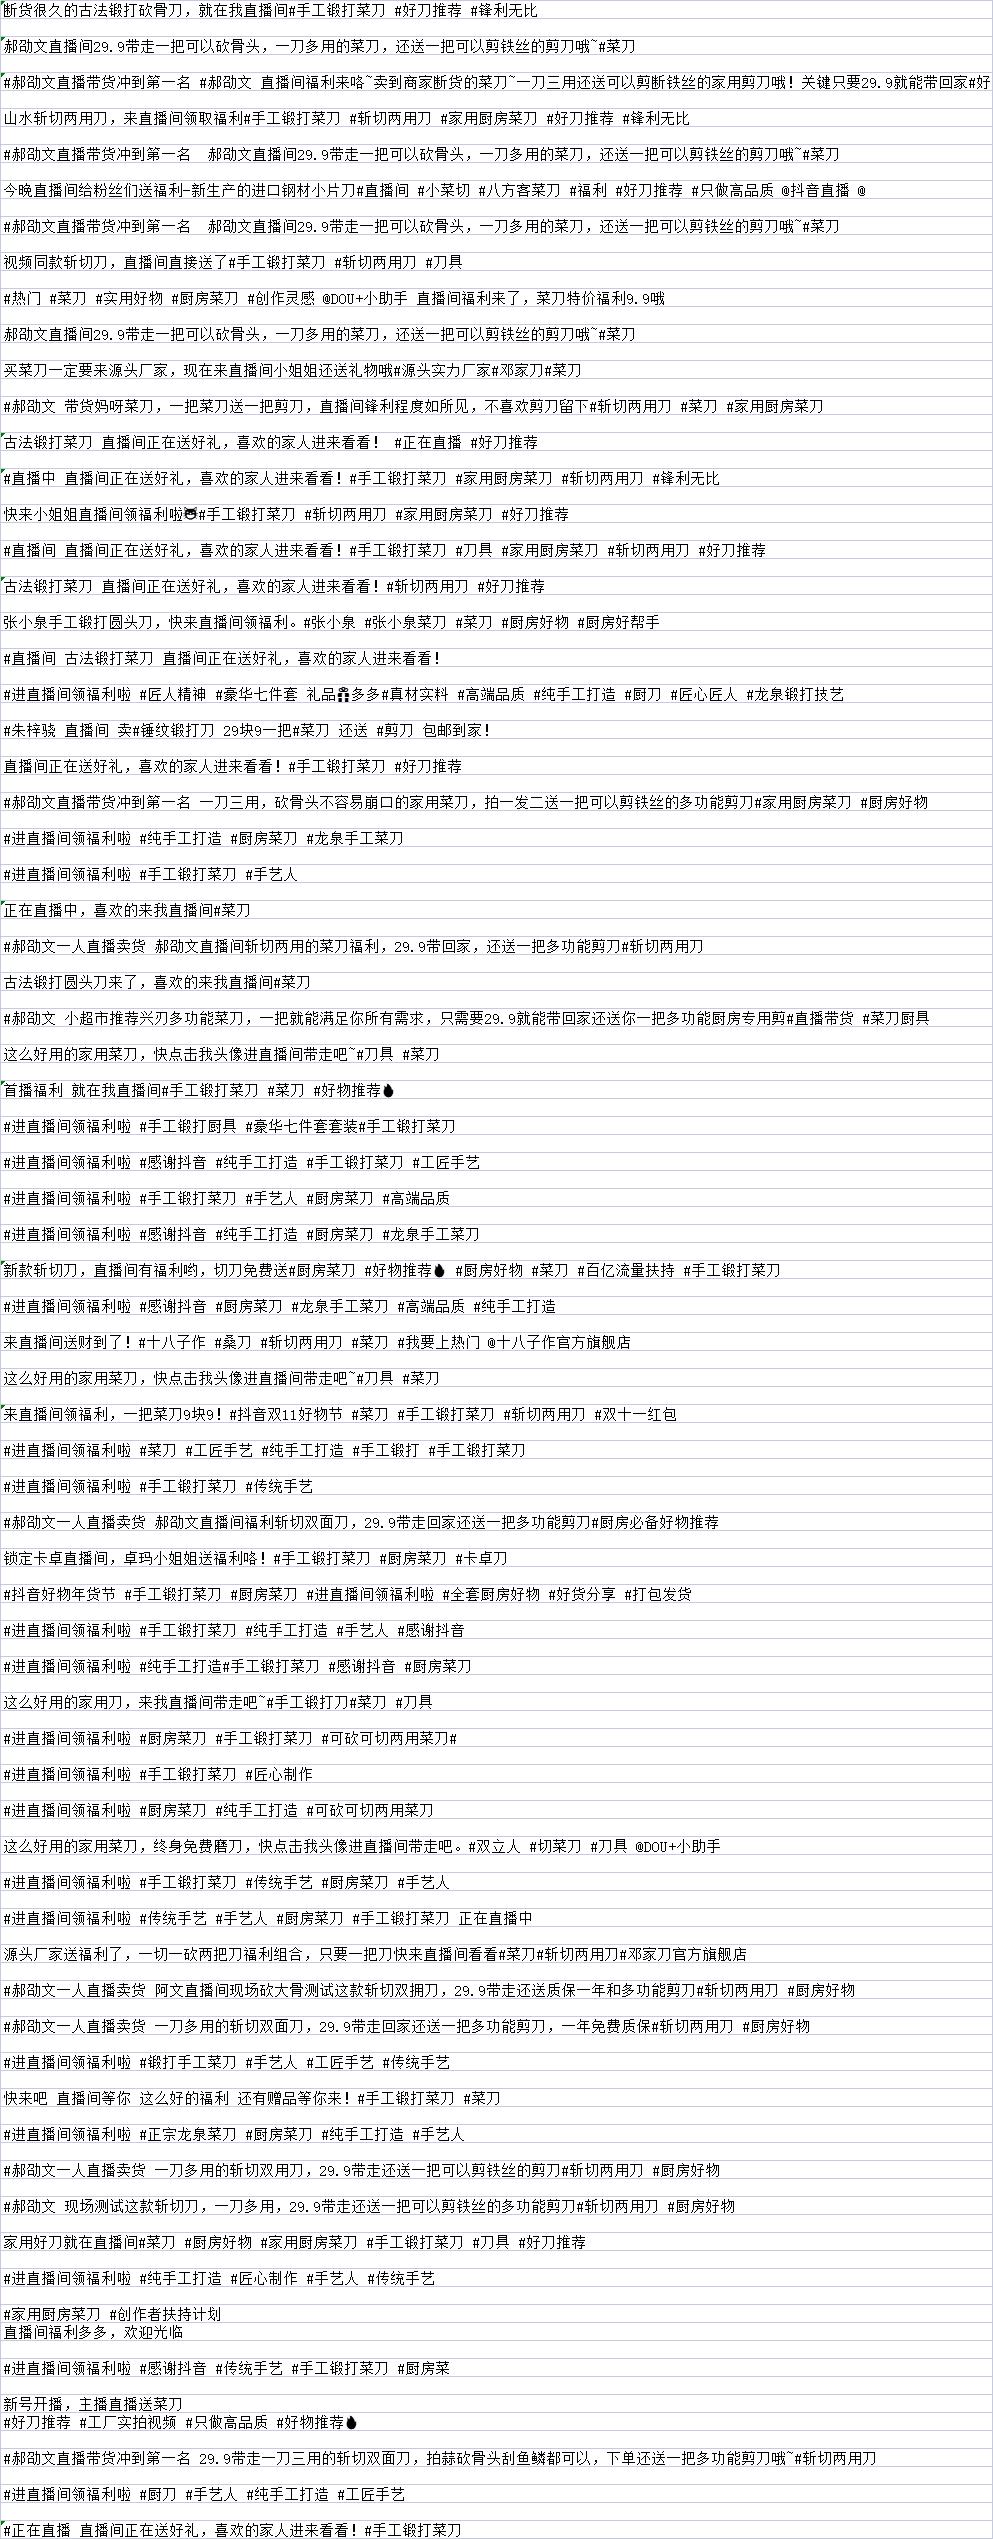 断货很久的古法锻打砍骨刀，就在我直播间#手工锻打菜刀 #好刀推荐 #锋利无比
郝劭文直播间29.9带走一把可以砍骨头，一刀多用的菜刀，还送一把可以剪铁丝的剪刀哦~#菜刀
#郝劭文直播带货冲到第一名 #郝劭文 直播间福利来咯~卖到商家断货的菜刀~一刀三用还送可以剪断铁丝的家用剪刀哦！关键只要29.9就能带回家#好
山水斩切两用刀，来直播间领取福利#手工锻打菜刀 #斩切两用刀 #家用厨房菜刀 #好刀推荐 #锋利无比
#郝劭文直播带货冲到第一名  郝劭文直播间29.9带走一把可以砍骨头，一刀多用的菜刀，还送一把可以剪铁丝的剪刀哦~#菜刀
今晚直播间给粉丝们送福利-新生产的进口钢材小片刀#直播间 #小菜切 #八方客菜刀 #福利 #好刀推荐 #只做高品质 @抖音直播 @
#郝劭文直播带货冲到第一名  郝劭文直播间29.9带走一把可以砍骨头，一刀多用的菜刀，还送一把可以剪铁丝的剪刀哦~#菜刀
视频同款斩切刀，直播间直接送了#手工锻打菜刀 #斩切两用刀 #刀具
#热门 #菜刀 #实用好物 #厨房菜刀 #创作灵感 @DOU+小助手 直播间福利来了，菜刀特价福利9.9哦
郝劭文直播间29.9带走一把可以砍骨头，一刀多用的菜刀，还送一把可以剪铁丝的剪刀哦~#菜刀
买菜刀一定要来源头厂家，现在来直播间小姐姐还送礼物哦#源头实力厂家#邓家刀#菜刀
#郝劭文 带货妈呀菜刀，一把菜刀送一把剪刀，直播间锋利程度如所见，不喜欢剪刀留下#斩切两用刀 #菜刀 #家用厨房菜刀
古法锻打菜刀 直播间正在送好礼，喜欢的家人进来看看！ #正在直播 #好刀推荐
#直播中 直播间正在送好礼，喜欢的家人进来看看！#手工锻打菜刀 #家用厨房菜刀 #斩切两用刀 #锋利无比
快来小姐姐直播间领福利啦😈#手工锻打菜刀 #斩切两用刀 #家用厨房菜刀 #好刀推荐
#直播间 直播间正在送好礼，喜欢的家人进来看看！#手工锻打菜刀 #刀具 #家用厨房菜刀 #斩切两用刀 #好刀推荐
古法锻打菜刀 直播间正在送好礼，喜欢的家人进来看看！#斩切两用刀 #好刀推荐
张小泉手工锻打圆头刀，快来直播间领福利。#张小泉 #张小泉菜刀 #菜刀 #厨房好物 #厨房好帮手
#直播间 古法锻打菜刀 直播间正在送好礼，喜欢的家人进来看看！
#进直播间领福利啦 #匠人精神 #豪华七件套 礼品🎁多多#真材实料 #高端品质 #纯手工打造 #厨刀 #匠心匠人 #龙泉锻打技艺
#朱梓骁 直播间 卖#锤纹锻打刀 29块9一把#菜刀 还送 #剪刀 包邮到家！
直播间正在送好礼，喜欢的家人进来看看！#手工锻打菜刀 #好刀推荐
#郝劭文直播带货冲到第一名 一刀三用，砍骨头不容易崩口的家用菜刀，拍一发二送一把可以剪铁丝的多功能剪刀#家用厨房菜刀 #厨房好物
#进直播间领福利啦 #纯手工打造 #厨房菜刀 #龙泉手工菜刀
#进直播间领福利啦 #手工锻打菜刀 #手艺人
正在直播中，喜欢的来我直播间#菜刀
#郝劭文一人直播卖货 郝劭文直播间斩切两用的菜刀福利，29.9带回家，还送一把多功能剪刀#斩切两用刀
古法锻打圆头刀来了，喜欢的来我直播间#菜刀
#郝劭文 小超市推荐兴刃多功能菜刀，一把就能满足你所有需求，只需要29.9就能带回家还送你一把多功能厨房专用剪#直播带货 #菜刀厨具
这么好用的家用菜刀，快点击我头像进直播间带走吧~#刀具 #菜刀
首播福利 就在我直播间#手工锻打菜刀 #菜刀 #好物推荐🔥
#进直播间领福利啦 #手工锻打厨具 #豪华七件套套装#手工锻打菜刀
#进直播间领福利啦 #感谢抖音 #纯手工打造 #手工锻打菜刀 #工匠手艺
#进直播间领福利啦 #手工锻打菜刀 #手艺人 #厨房菜刀 #高端品质
#进直播间领福利啦 #感谢抖音 #纯手工打造 #厨房菜刀 #龙泉手工菜刀
新款斩切刀，直播间有福利哟，切刀免费送#厨房菜刀 #好物推荐🔥 #厨房好物 #菜刀 #百亿流量扶持 #手工锻打菜刀
#进直播间领福利啦 #感谢抖音 #厨房菜刀 #龙泉手工菜刀 #高端品质 #纯手工打造
来直播间送财到了！#十八子作 #桑刀 #斩切两用刀 #菜刀 #我要上热门 @十八子作官方旗舰店
这么好用的家用菜刀，快点击我头像进直播间带走吧~#刀具 #菜刀
来直播间领福利，一把菜刀9块9！#抖音双11好物节 #菜刀 #手工锻打菜刀 #斩切两用刀 #双十一红包
#进直播间领福利啦 #菜刀 #工匠手艺 #纯手工打造 #手工锻打 #手工锻打菜刀
#进直播间领福利啦 #手工锻打菜刀 #传统手艺
#郝劭文一人直播卖货 郝劭文直播间福利斩切双面刀，29.9带走回家还送一把多功能剪刀#厨房必备好物推荐
锁定卡卓直播间，卓玛小姐姐送福利咯！#手工锻打菜刀 #厨房菜刀 #卡卓刀
#抖音好物年货节 #手工锻打菜刀 #厨房菜刀 #进直播间领福利啦 #全套厨房好物 #好货分享 #打包发货
#进直播间领福利啦 #手工锻打菜刀 #纯手工打造 #手艺人 #感谢抖音
#进直播间领福利啦 #纯手工打造#手工锻打菜刀 #感谢抖音 #厨房菜刀
这么好用的家用刀，来我直播间带走吧~#手工锻打刀#菜刀 #刀具
#进直播间领福利啦 #厨房菜刀 #手工锻打菜刀 #可砍可切两用菜刀#
#进直播间领福利啦 #手工锻打菜刀 #匠心制作
#进直播间领福利啦 #厨房菜刀 #纯手工打造 #可砍可切两用菜刀
这么好用的家用菜刀，终身免费磨刀，快点击我头像进直播间带走吧。#双立人 #切菜刀 #刀具 @DOU+小助手
#进直播间领福利啦 #手工锻打菜刀 #传统手艺 #厨房菜刀 #手艺人
#进直播间领福利啦 #传统手艺 #手艺人 #厨房菜刀 #手工锻打菜刀 正在直播中
源头厂家送福利了，一切一砍两把刀福利组合，只要一把刀快来直播间看看#菜刀#斩切两用刀#邓家刀官方旗舰店
#郝劭文一人直播卖货 阿文直播间现场砍大骨测试这款斩切双拥刀，29.9带走还送质保一年和多功能剪刀#斩切两用刀 #厨房好物
#郝劭文一人直播卖货 一刀多用的斩切双面刀，29.9带走回家还送一把多功能剪刀，一年免费质保#斩切两用刀 #厨房好物
#进直播间领福利啦 #锻打手工菜刀 #手艺人 #工匠手艺 #传统手艺
快来吧 直播间等你 这么好的福利 还有赠品等你来！#手工锻打菜刀 #菜刀
#进直播间领福利啦 #正宗龙泉菜刀 #厨房菜刀 #纯手工打造 #手艺人
#郝劭文一人直播卖货 一刀多用的斩切双用刀，29.9带走还送一把可以剪铁丝的剪刀#斩切两用刀 #厨房好物
#郝劭文 现场测试这款斩切刀，一刀多用，29.9带走还送一把可以剪铁丝的多功能剪刀#斩切两用刀 #厨房好物
家用好刀就在直播间#菜刀 #厨房好物 #家用厨房菜刀 #手工锻打菜刀 #刀具 #好刀推荐
#进直播间领福利啦 #纯手工打造 #匠心制作 #手艺人 #传统手艺
#家用厨房菜刀 #创作者扶持计划
直播间福利多多，欢迎光临
#进直播间领福利啦 #感谢抖音 #传统手艺 #手工锻打菜刀 #厨房菜
新号开播，主播直播送菜刀
#好刀推荐 #工厂实拍视频 #只做高品质 #好物推荐🔥
#郝劭文直播带货冲到第一名 29.9带走一刀三用的斩切双面刀，拍蒜砍骨头刮鱼鳞都可以，下单还送一把多功能剪刀哦~#斩切两用刀
#进直播间领福利啦 #厨刀 #手艺人 #纯手工打造 #工匠手艺
#正在直播 直播间正在送好礼，喜欢的家人进来看看！#手工锻打菜刀